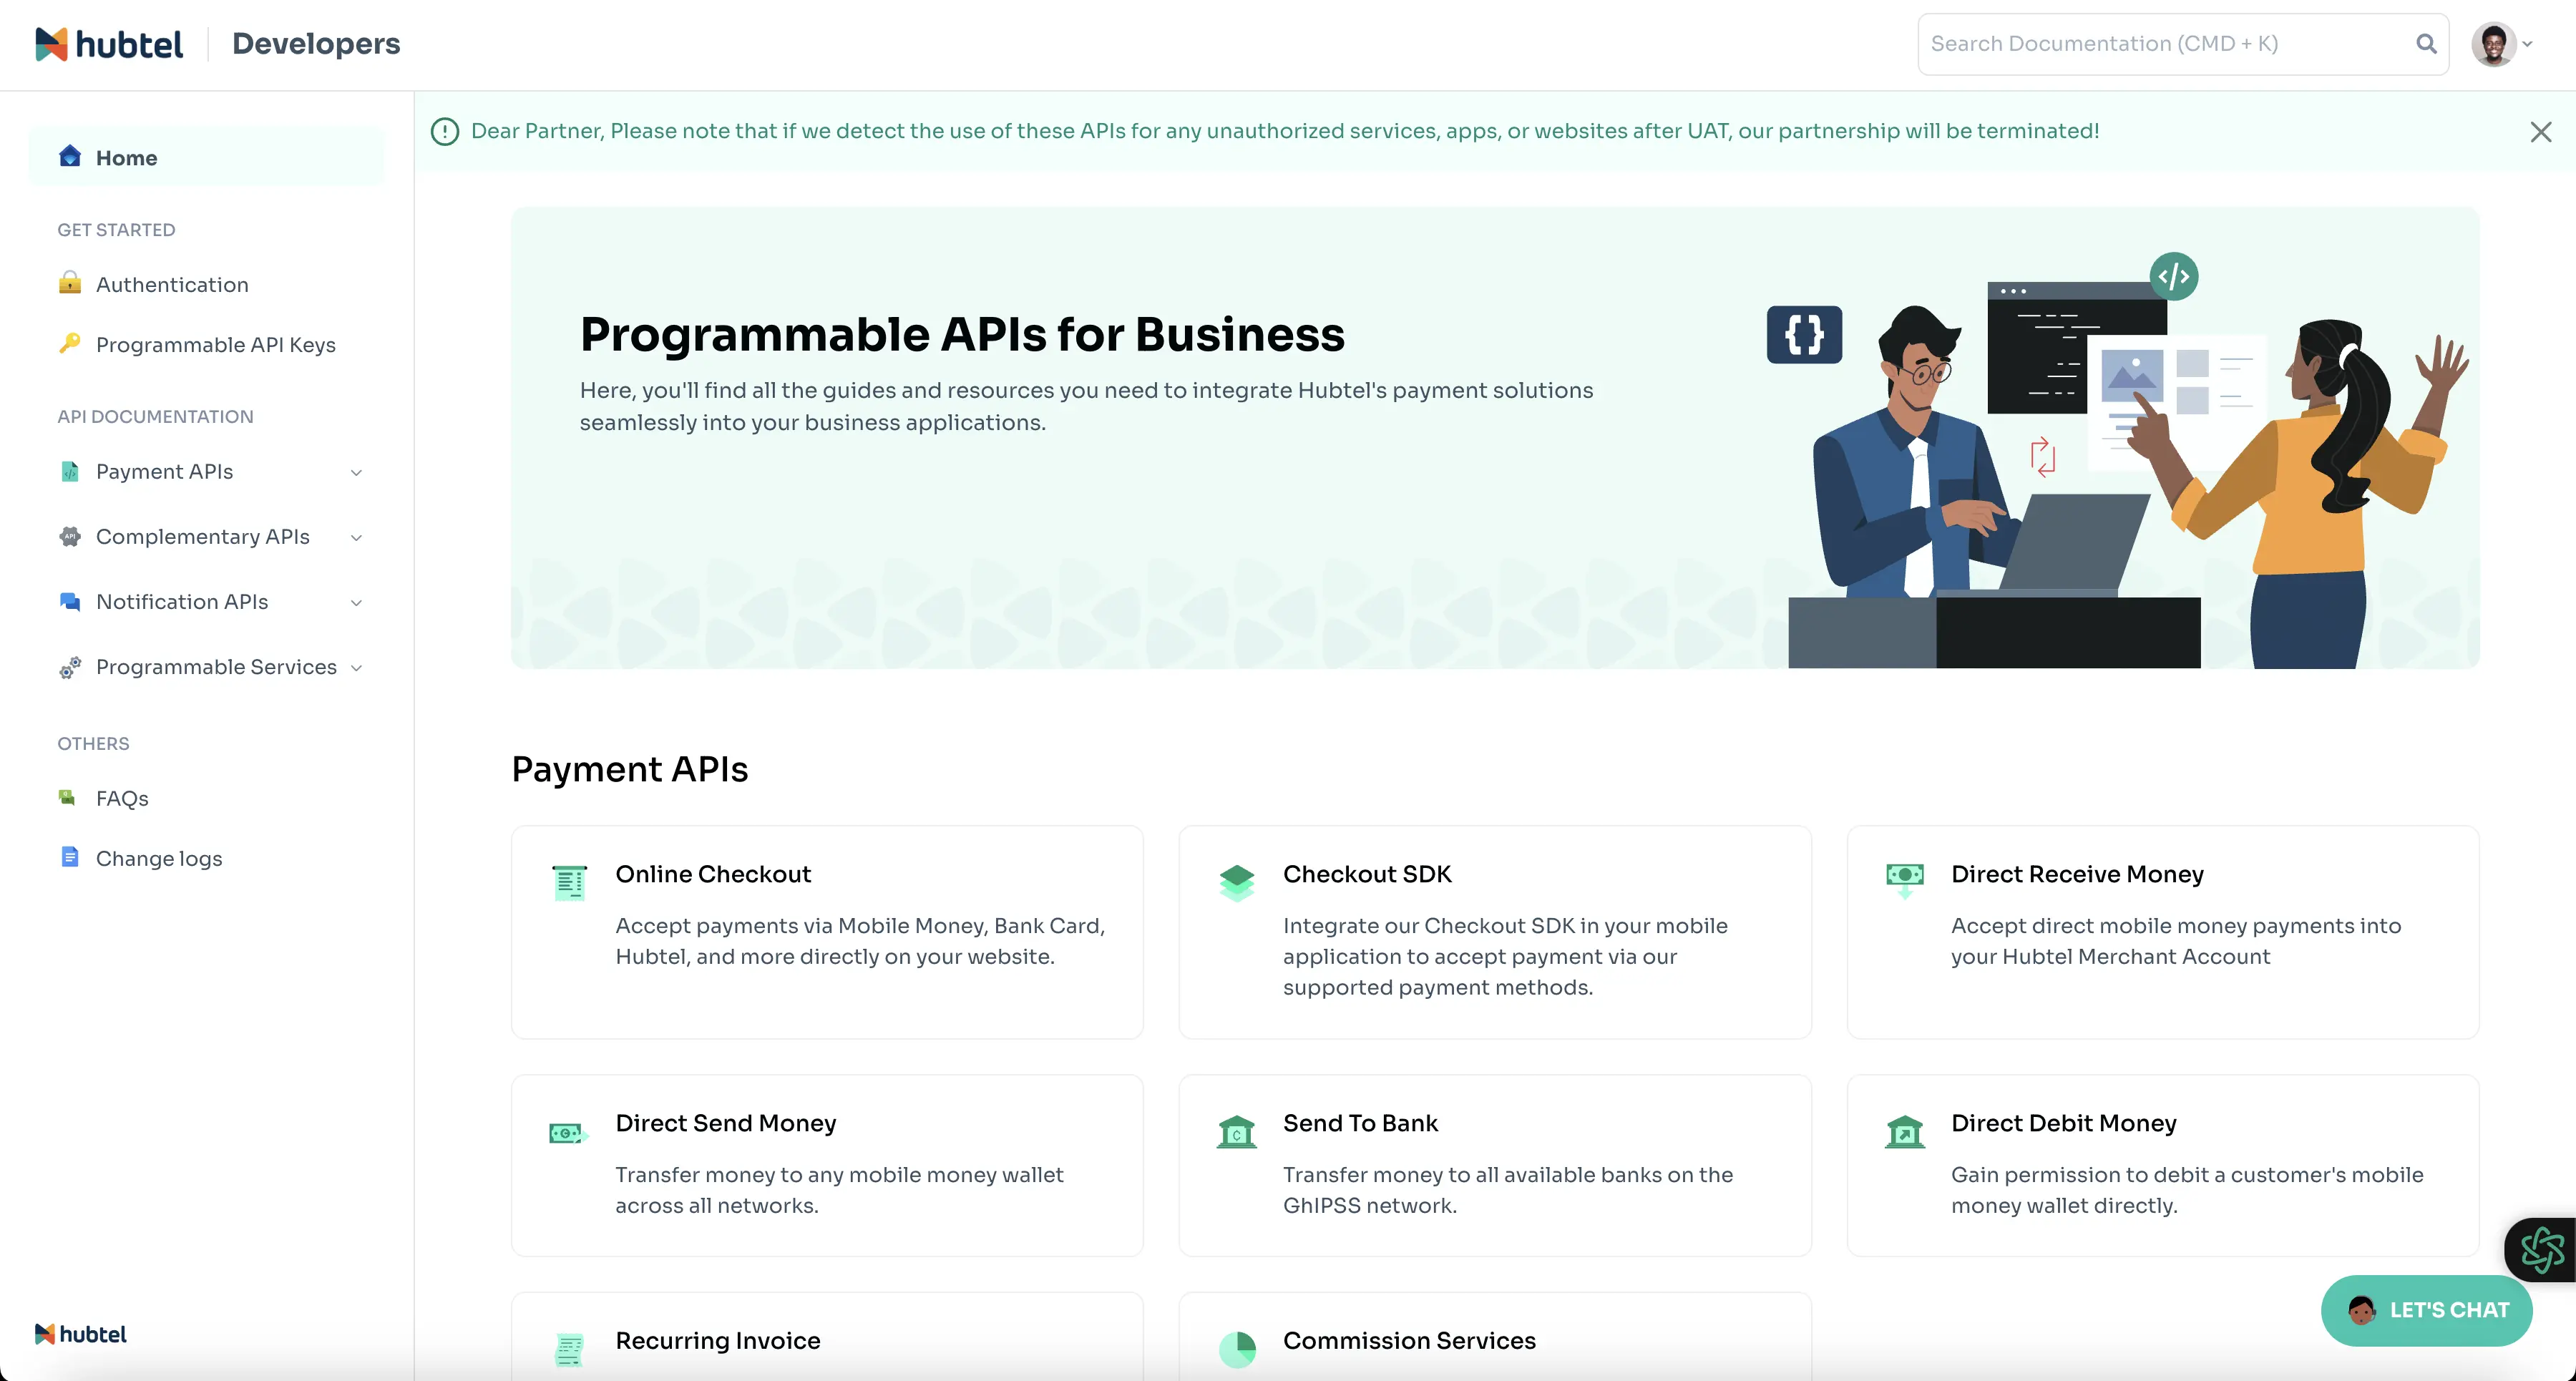 hubtel
Developers
Search Documentation (CMD + K)
Home
GET STARTED
Authentication
Programmable API Keys
API DOCUMENTATION
Payment APIs
Complementary APIs
Notification APIs
Programmable Services
OTHERS
FAQs
Change logs
hubtel
Dear Partner, Please note that if we detect the use of these APIs for any unauthorized services, apps, or websites after UAT, our partnership will be terminated!
Programmable APIs for Business
Here, you'll find all the guides and resources you need to integrate Hubtel's payment solutions
seamlessly into your business applications.
{}
</>
Payment APIs
Online Checkout
Accept payments via Mobile Money, Bank Card,
Hubtel, and more directly on your website.
Checkout SDK
Integrate our Checkout SDK in your mobile
application to accept payment via our
supported payment methods.
Direct Receive Money
Accept direct mobile money payments into
your Hubtel Merchant Account
Direct Send Money
Transfer money to any mobile money wallet
across all networks.
Send To Bank
Transfer money to all available banks on the
GhIPSS network.
Direct Debit Money
Gain permission to debit a customer's mobile
money wallet directly.
Recurring Invoice
Commission Services
LET'S CHAT